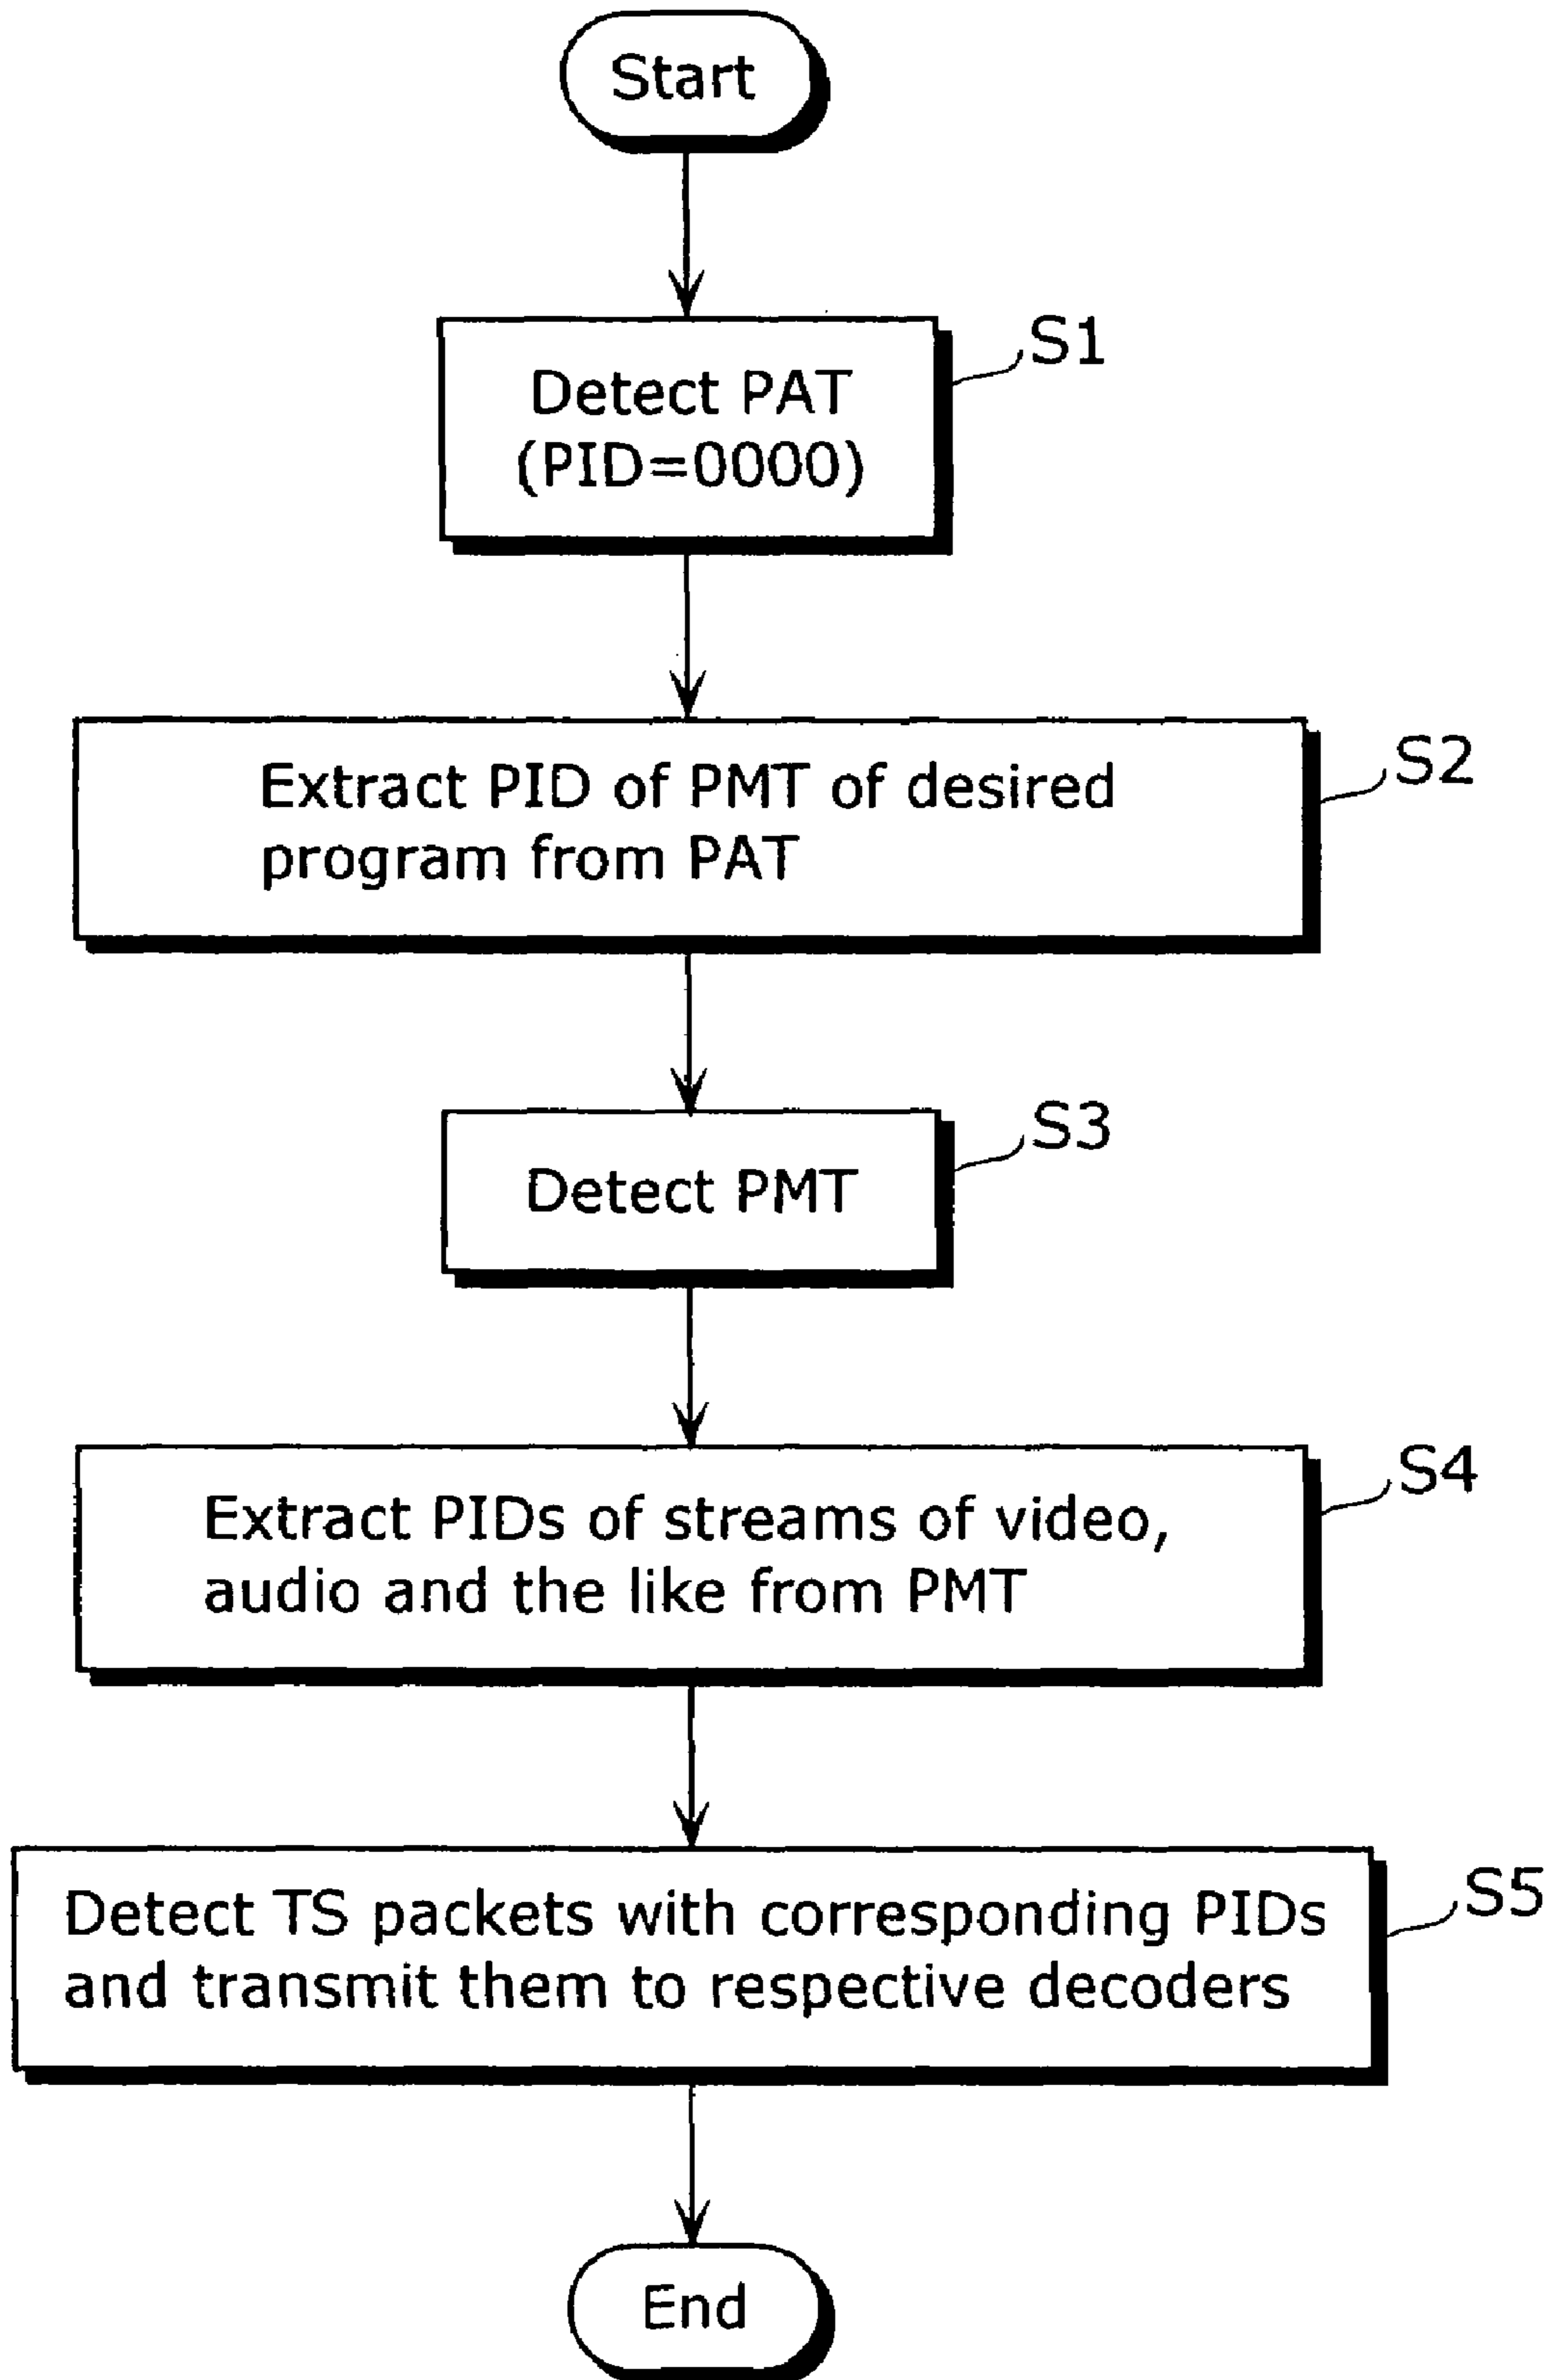 Start
S1
Detect PAT
(PID=0000)
S2
Extract PID of PMT of desired
program from PAT
S3
Detect PMT
S4
Extract PIDs of streams of video,
audio and the like from PMT
S5
Detect TS packets with corresponding PIDs
and transmit them to respective decoders
End